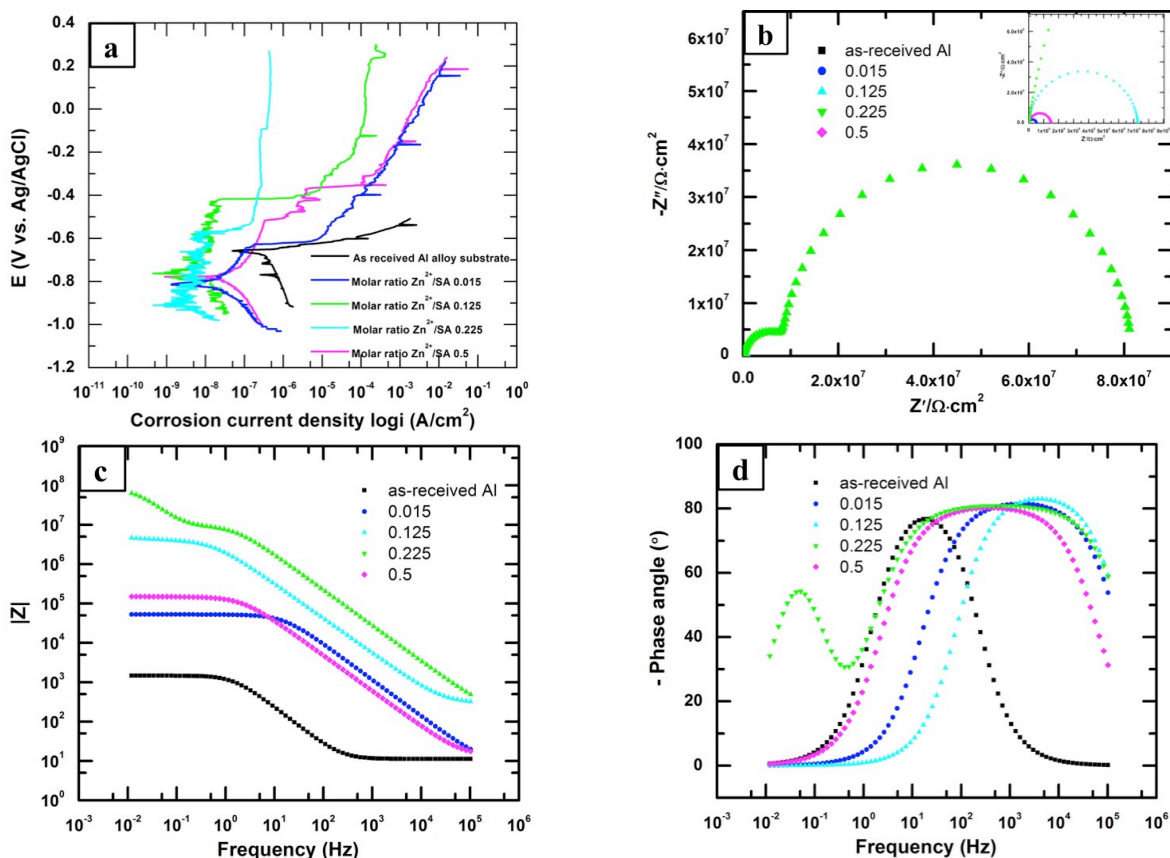 a
0.4
0.2
0.0
-0.2
-0.4
-0.6
-0.8
-1.0
-1.2
E (V vs. Ag/AgCl)
As received Al alloy substrate
Molar ratio Zn²⁺/SA 0.015
Molar ratio Zn²⁺/SA 0.125
Molar ratio Zn²⁺/SA 0.225
Molar ratio Zn²⁺/SA 0.5
10⁻¹¹ 10⁻¹⁰ 10⁻⁹ 10⁻⁸ 10⁻⁷ 10⁻⁶ 10⁻⁵ 10⁻⁴ 10⁻³ 10⁻² 10⁻¹ 10⁰
Corrosion current density logi (A/cm²)
b
6x10⁷
5x10⁷
4x10⁷
3x10⁷
2x10⁷
1x10⁷
0
-Z″/Ω·cm²
as-received Al
0.015
0.125
0.225
0.5
0.0 2.0x10⁷ 4.0x10⁷ 6.0x10⁷ 8.0x10⁷
Z′/Ω·cm²
-Z″/Ω·cm²
Z′/Ω·cm²
c
10⁹
10⁸
10⁷
10⁶
10⁵
10⁴
10³
10²
10¹
10⁰
|Z|
as-received Al
0.015
0.125
0.225
0.5
10⁻³ 10⁻² 10⁻¹ 10⁰ 10¹ 10² 10³ 10⁴ 10⁵ 10⁶
Frequency (Hz)
d
100
80
60
40
20
0
- Phase angle (°)
as-received Al
0.015
0.125
0.225
0.5
10⁻³ 10⁻² 10⁻¹ 10⁰ 10¹ 10² 10³ 10⁴ 10⁵ 10⁶
Frequency (Hz)